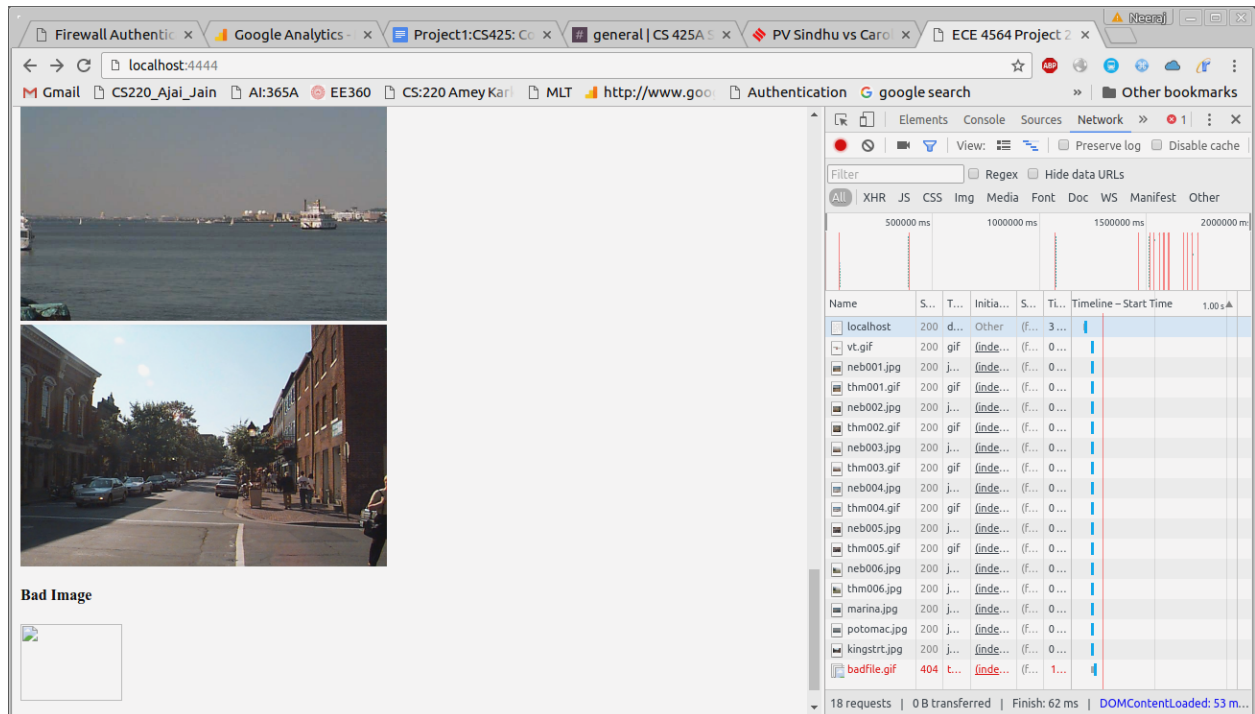 Neeraj
Firewall Authentic
Google Analytics -
Project1:CS425: Co
# general | CS 425A S
PV Sindhu vs Carol
ECE 4564 Project 2
localhost:4444
ABP
Gmail CS220_Ajai_Jain AI:365A EE360 CS:220 Amey Kar MLT http://www.goo Authentication google search » Other bookmarks
Elements Console Sources Network » 1
View: Preserve log Disable cache
Filter Regex Hide data URLs
All XHR JS CSS Img Media Font Doc WS Manifest Other
500000 ms 1000000 ms 1500000 ms 2000000 m
Name S... T... Initia... S... Ti... Timeline – Start Time 1.00 s
localhost 200 d... Other (f... 3...
vt.gif 200 gif (inde... (f... 0...
neb001.jpg 200 j... (inde... (f... 0...
thm001.gif 200 gif (inde... (f... 0...
neb002.jpg 200 j... (inde... (f... 0...
thm002.gif 200 gif (inde... (f... 0...
neb003.jpg 200 j... (inde... (f... 0...
thm003.gif 200 gif (inde... (f... 0...
neb004.jpg 200 j... (inde... (f... 0...
thm004.gif 200 gif (inde... (f... 0...
neb005.jpg 200 j... (inde... (f... 0...
thm005.gif 200 gif (inde... (f... 0...
neb006.jpg 200 j... (inde... (f... 0...
thm006.jpg 200 j... (inde... (f... 0...
marina.jpg 200 j... (inde... (f... 0...
potomac.jpg 200 j... (inde... (f... 0...
kingstrt.jpg 200 j... (inde... (f... 0...
badfile.gif 404 t... (inde... (f... 1...
18 requests | 0 B transferred | Finish: 62 ms | DOMContentLoaded: 53 m...
Bad Image